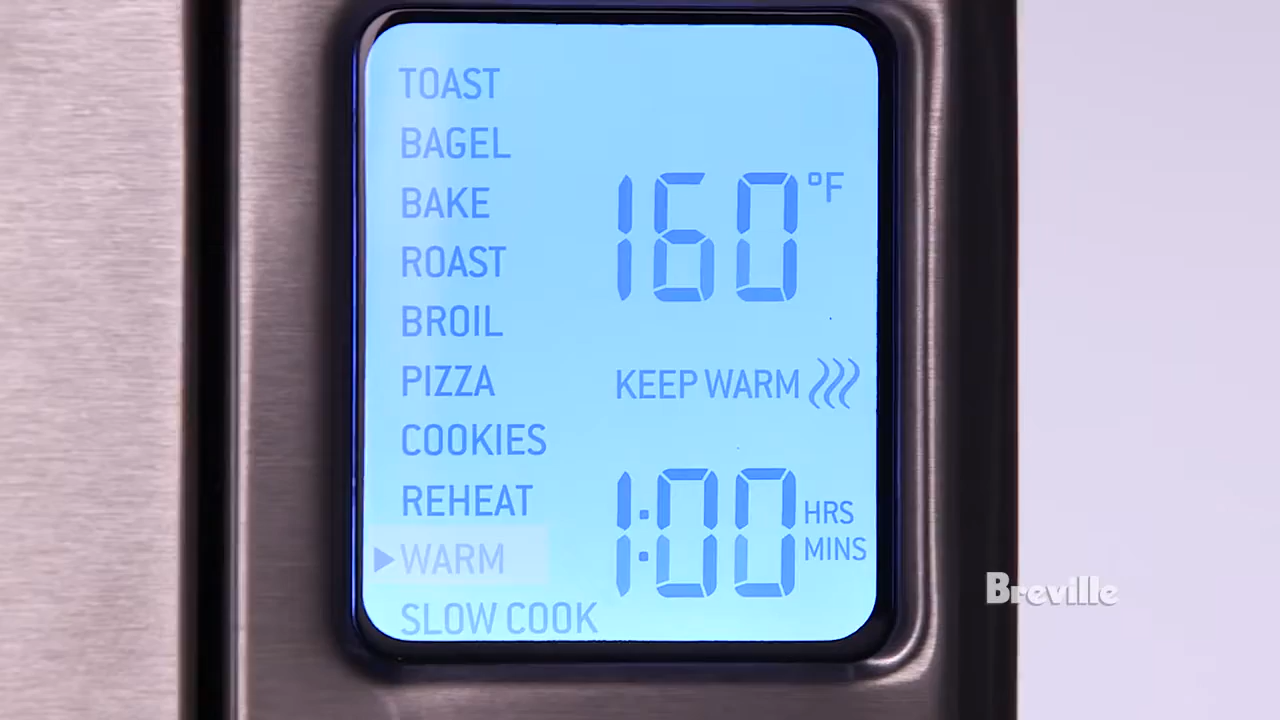 TOAST
BAGEL
BAKE
ROAST
BROIL
PIZZA
COOKIES
REHEAT
WARM
SLOW COOK
160 °F
KEEP WARM
1:00 HRS
MINS
Breville